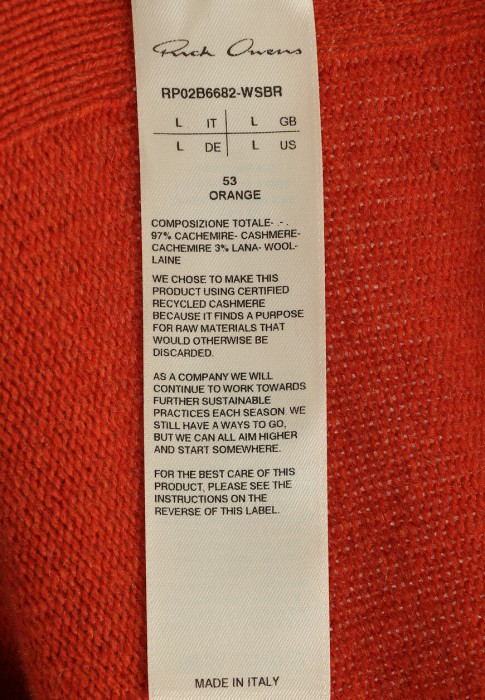 Rick Owens
RP02B6682-WSBR
L IT L GB
L DE L US
53
ORANGE
COMPOSIZIONE TOTALE- .- .
97% CACHEMIRE- CASHMERE-
CACHEMIRE 3% LANA- WOOL-
LAINE
WE CHOSE TO MAKE THIS
PRODUCT USING CERTIFIED
RECYCLED CASHMERE
BECAUSE IT FINDS A PURPOSE
FOR RAW MATERIALS THAT
WOULD OTHERWISE BE
DISCARDED.
AS A COMPANY WE WILL
CONTINUE TO WORK TOWARDS
FURTHER SUSTAINABLE
PRACTICES EACH SEASON. WE
STILL HAVE A WAYS TO GO,
BUT WE CAN ALL AIM HIGHER
AND START SOMEWHERE.
FOR THE BEST CARE OF THIS
PRODUCT, PLEASE SEE THE
INSTRUCTIONS ON THE
REVERSE OF THIS LABEL.
MADE IN ITALY